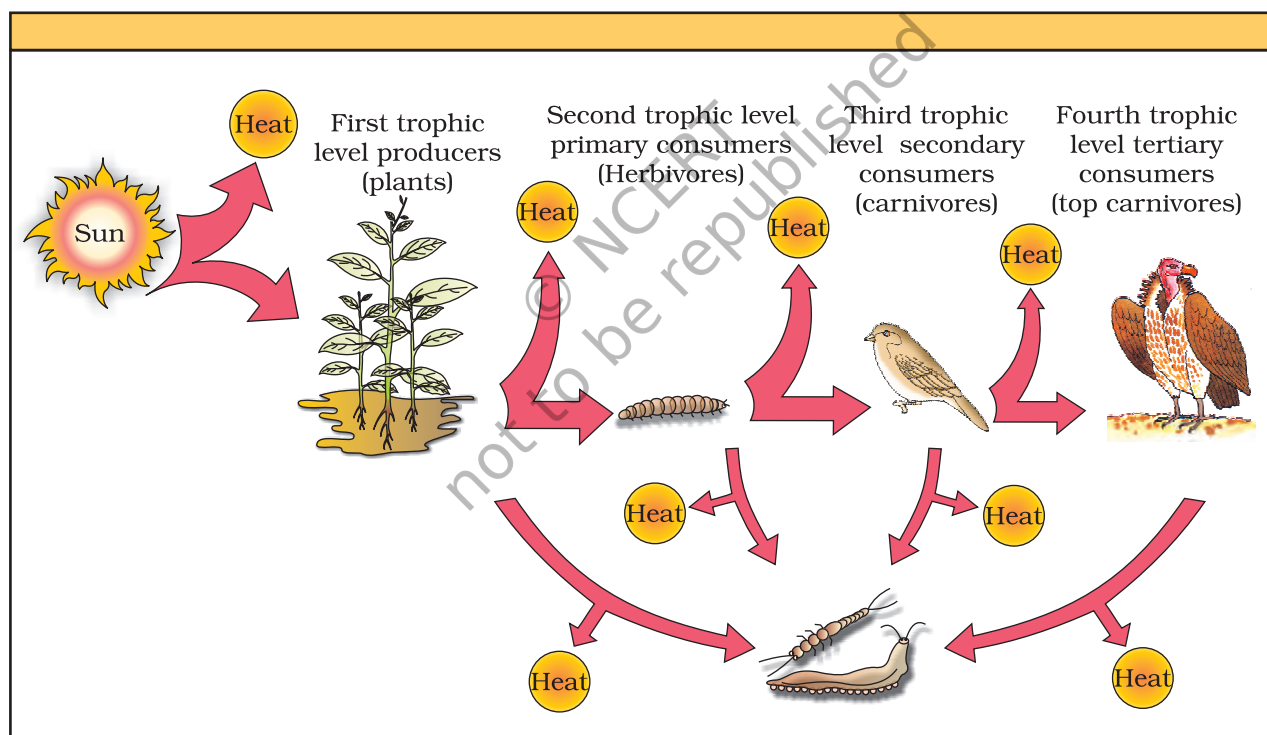 Heat
First trophic
level producers
(plants)
Second trophic level
primary consumers
(Herbivores)
Third trophic
level secondary
consumers
(carnivores)
Fourth trophic
level tertiary
consumers
(top carnivores)
Sun
Heat
Heat
Heat
Heat
Heat
Heat
Heat
© NCERT
not to be republished